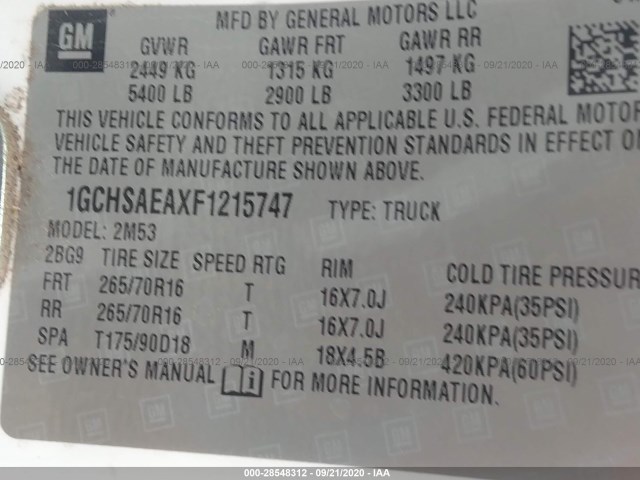 GM
MFD BY GENERAL MOTORS LLC
GVWR GAWR FRT GAWR RR
2449 KG 1315 KG 1497 KG
5400 LB 2900 LB 3300 LB
THIS VEHICLE CONFORMS TO ALL APPLICABLE U.S. FEDERAL MOTOR
VEHICLE SAFETY AND THEFT PREVENTION STANDARDS IN EFFECT ON
THE DATE OF MANUFACTURE SHOWN ABOVE.
1GCHSAEAXF1215747 TYPE: TRUCK
MODEL: 2M53
2BG9 TIRE SIZE SPEED RTG RIM COLD TIRE PRESSUR
FRT 265/70R16 T 16X7.0J 240KPA(35PSI)
RR 265/70R16 T 16X7.0J 240KPA(35PSI)
SPA T175/90D18 M 18X4.5B 420KPA(60PSI)
SEE OWNER'S MANUAL i FOR MORE INFORMATION.
000-28548312 - 09/21/2020 - IAA